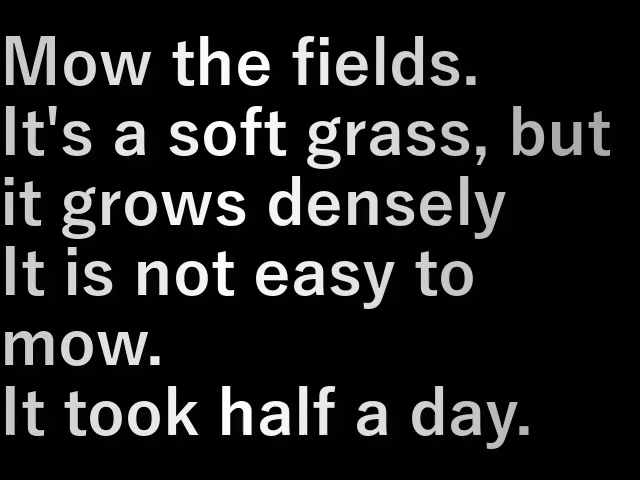 Mow the fields.
It's a soft grass, but
it grows densely
It is not easy to
mow.
It took half a day.